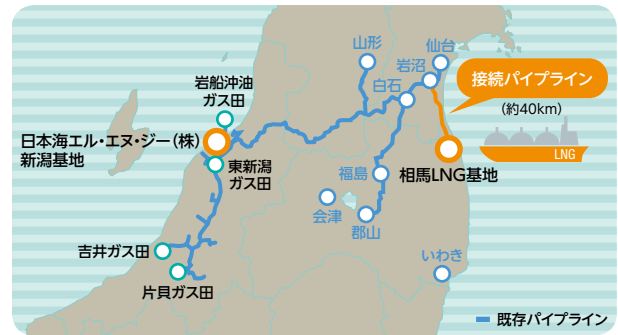 山形
仙台
岩沼
白石
接続パイプライン
(約40km)
LNG
岩船沖油
ガス田
日本海エル・エヌ・ジー(株)
新潟基地
東新潟
ガス田
相馬LNG基地
福島
会津
郡山
吉井ガス田
片貝ガス田
いわき
既存パイプライン